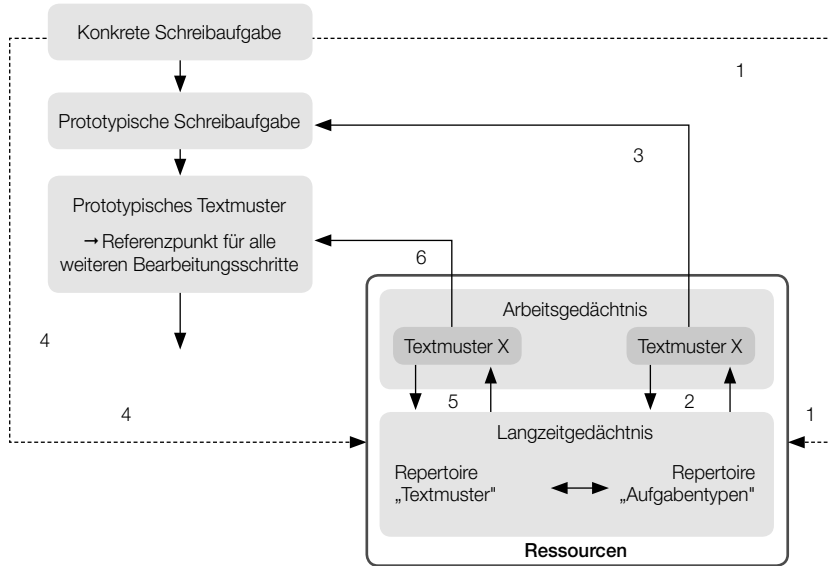 Konkrete Schreibaufgabe
1
Prototypische Schreibaufgabe
3
Prototypisches Textmuster
→ Referenzpunkt für alle
weiteren Bearbeitungsschritte
6
Arbeitsgedächtnis
4
Textmuster X
Textmuster X
5
2
4
1
Langzeitgedächtnis
Repertoire
„Textmuster"
Repertoire
„Aufgabentypen"
Ressourcen